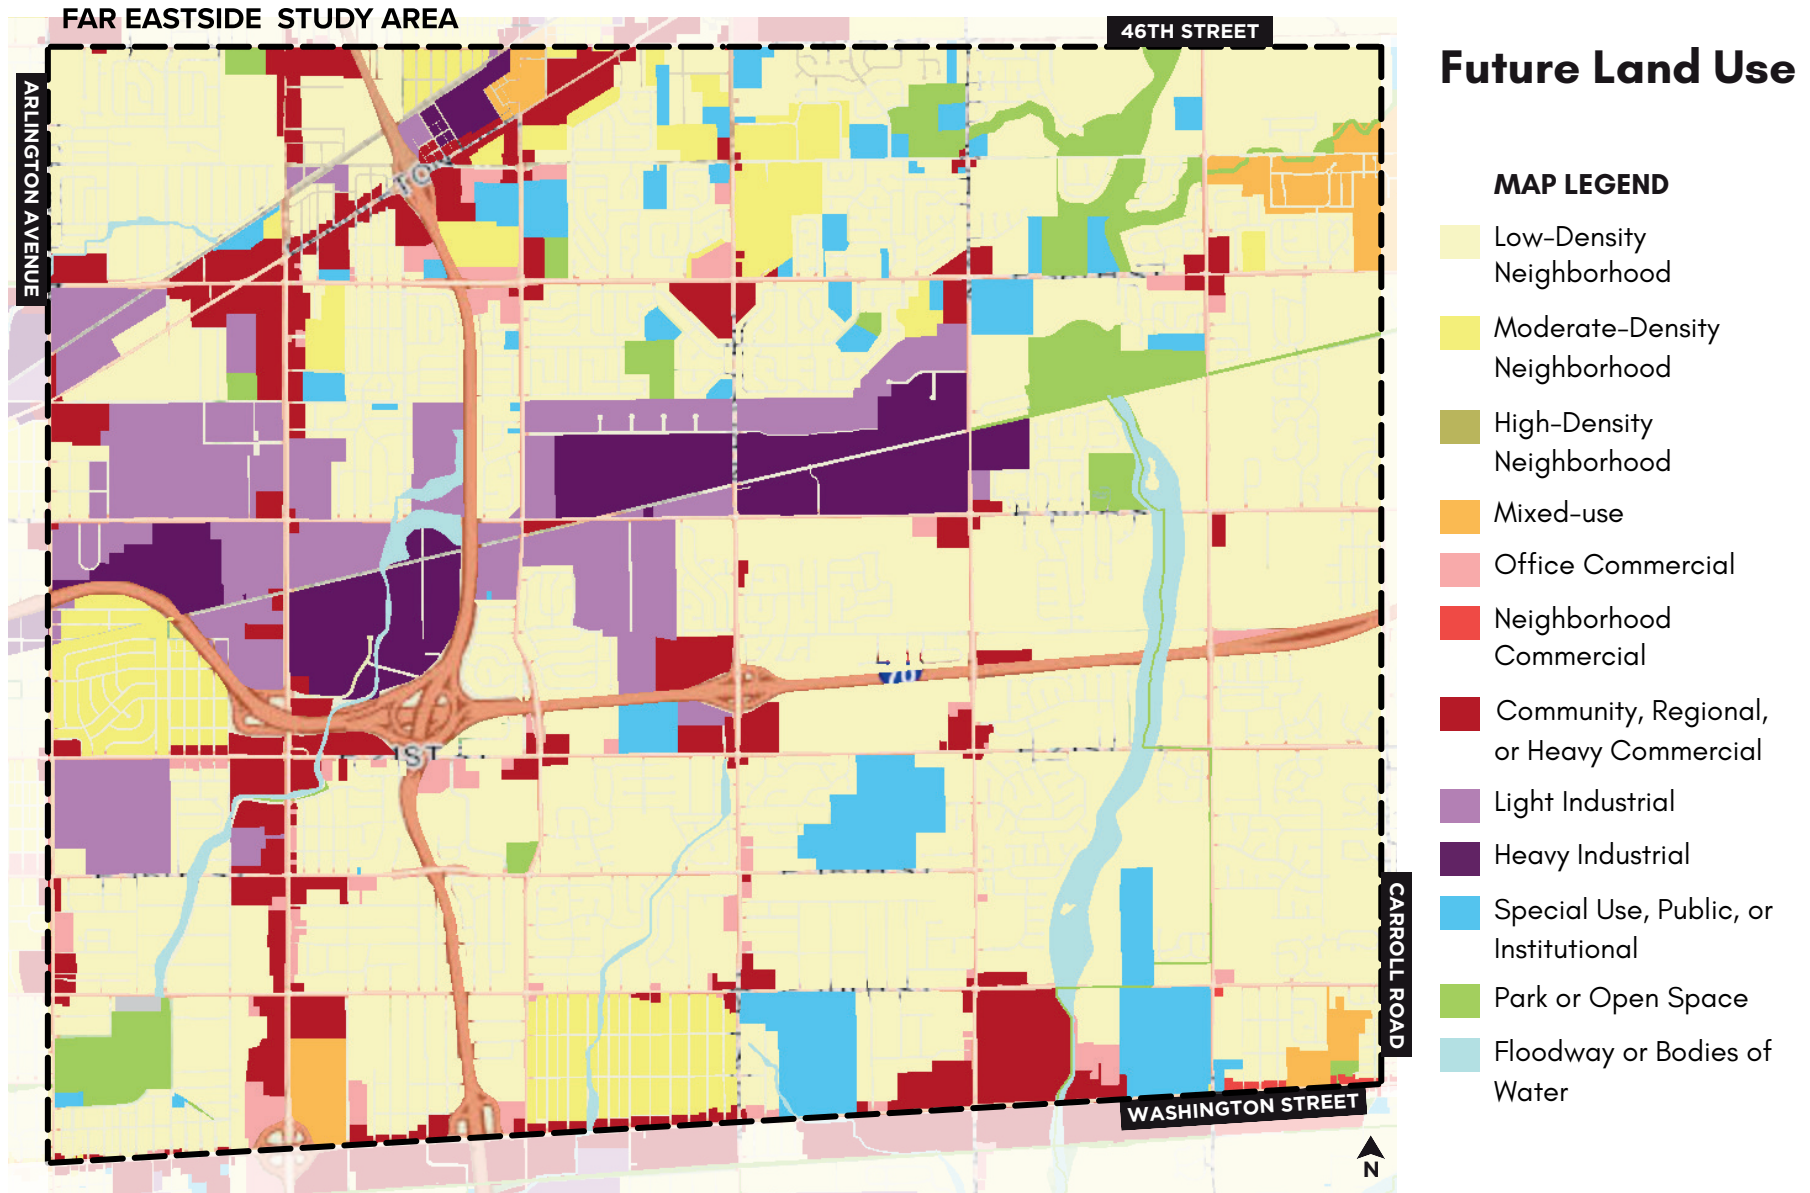 FAR EASTSIDE STUDY AREA
46TH STREET
ARLINGTON AVENUE
Future Land Use
MAP LEGEND
Low-Density
Neighborhood
Moderate-Density
Neighborhood
High-Density
Neighborhood
Mixed-use
Office Commercial
Neighborhood
Commercial
Community, Regional,
or Heavy Commercial
Light Industrial
Heavy Industrial
Special Use, Public, or
Institutional
Park or Open Space
Floodway or Bodies of
Water
70
CARROLL ROAD
WASHINGTON STREET
N